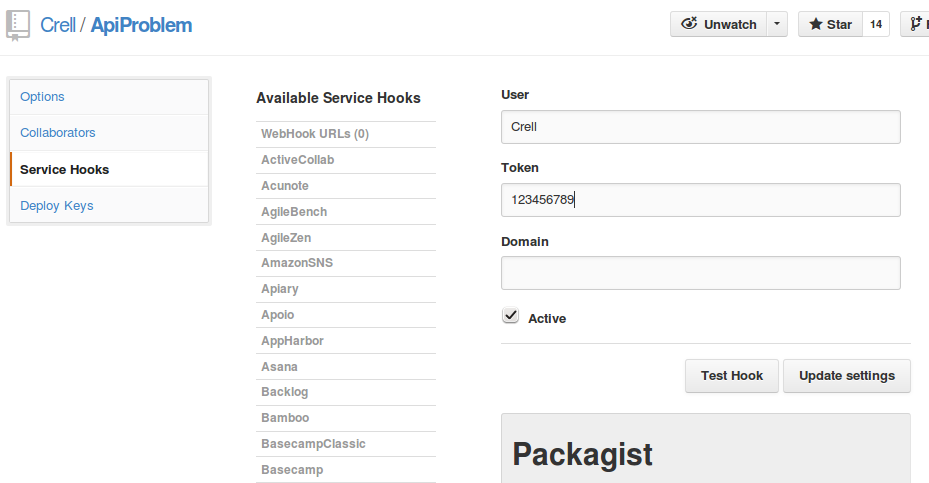 Crell / ApiProblem
Unwatch
Star
14
Options
Collaborators
Service Hooks
Deploy Keys
Available Service Hooks
WebHook URLs (0)
ActiveCollab
Acunote
AgileBench
AgileZen
AmazonSNS
Apiary
Apoio
AppHarbor
Asana
Backlog
Bamboo
BasecampClassic
Basecamp
User
Crell
Token
123456789
Domain
Active
Test Hook
Update settings
Packagist